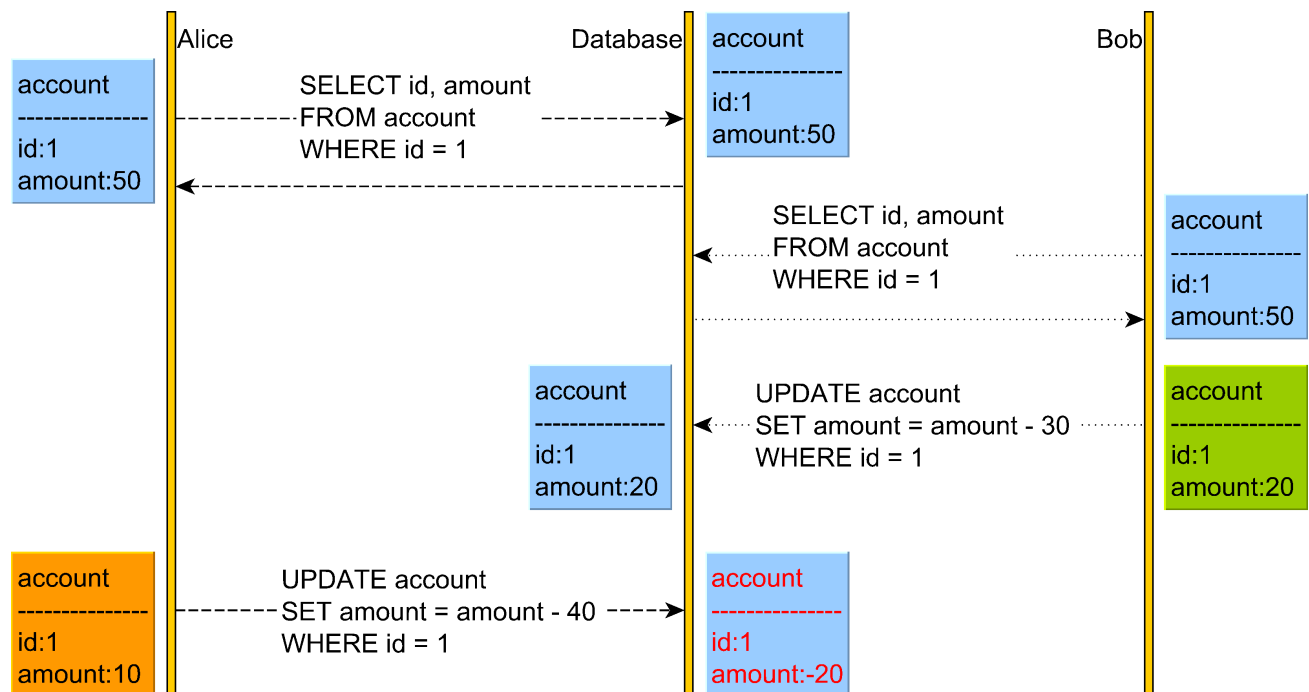 Alice
Database
Bob
account
---------------
id:1
amount:50
SELECT id, amount
FROM account
WHERE id = 1
account
---------------
id:1
amount:50
SELECT id, amount
FROM account
WHERE id = 1
account
---------------
id:1
amount:50
account
---------------
id:1
amount:20
UPDATE account
SET amount = amount - 30
WHERE id = 1
account
---------------
id:1
amount:20
account
---------------
id:1
amount:10
UPDATE account
SET amount = amount - 40
WHERE id = 1
account
---------------
id:1
amount:-20